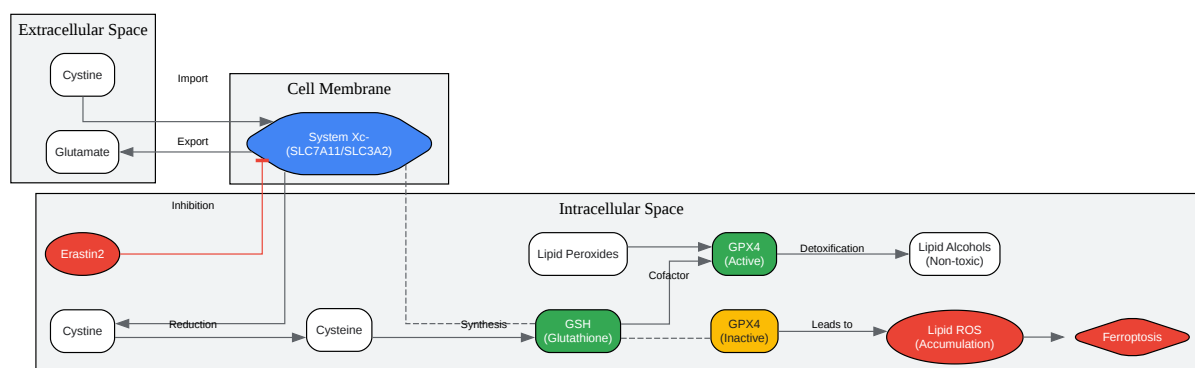 Extracellular Space
Cystine
Import
Cell Membrane
System Xc-
(SLC7A11/SLC3A2)
Export
Glutamate
Inhibition
Intracellular Space
Erastin2
Lipid Peroxides
GPX4
(Active)
Detoxification
Lipid Alcohols
(Non-toxic)
Cofactor
Cystine
Reduction
Cysteine
Synthesis
GSH
(Glutathione)
GPX4
(Inactive)
Leads to
Lipid ROS
(Accumulation)
Ferroptosis